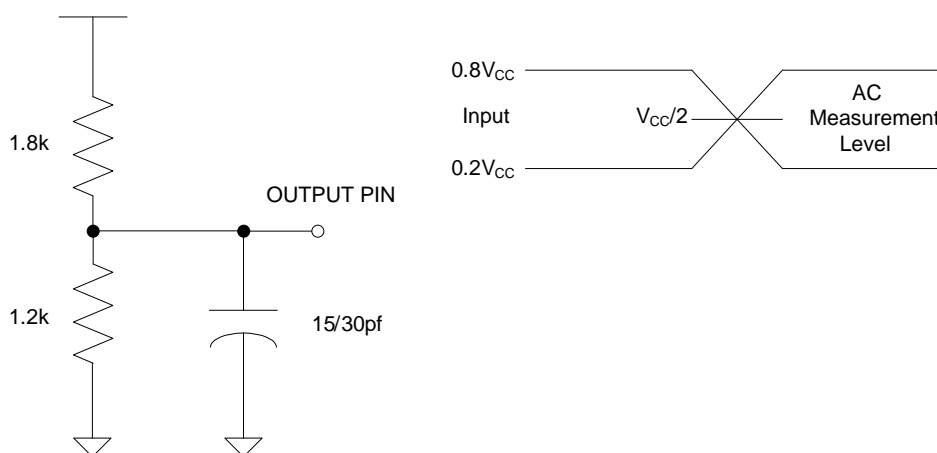 1.8k
OUTPUT PIN
1.2k
15/30pf
0.8VCC
Input
VCC/2
0.2VCC
AC
Measurement
Level